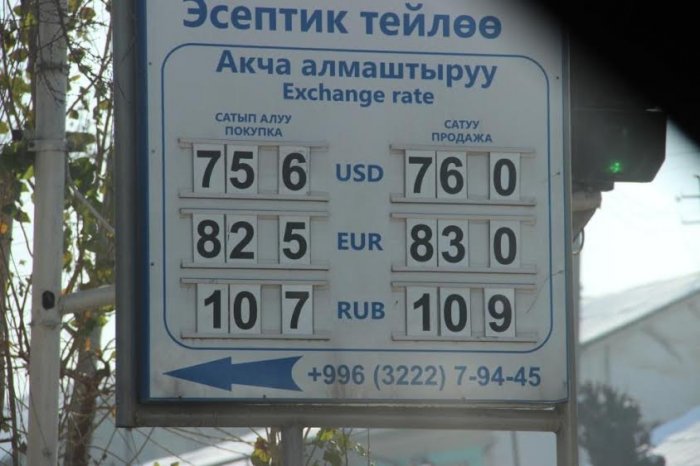 Эсептик тейлөө
Акча алмаштыруу
Exchange rate
САТЫП АЛУУ САТУУ
ПОКУПКА ПРОДАЖА
75 6 USD 76 0
82 5 EUR 83 0
10 7 RUB 10 9
+996 (3222) 7-94-45